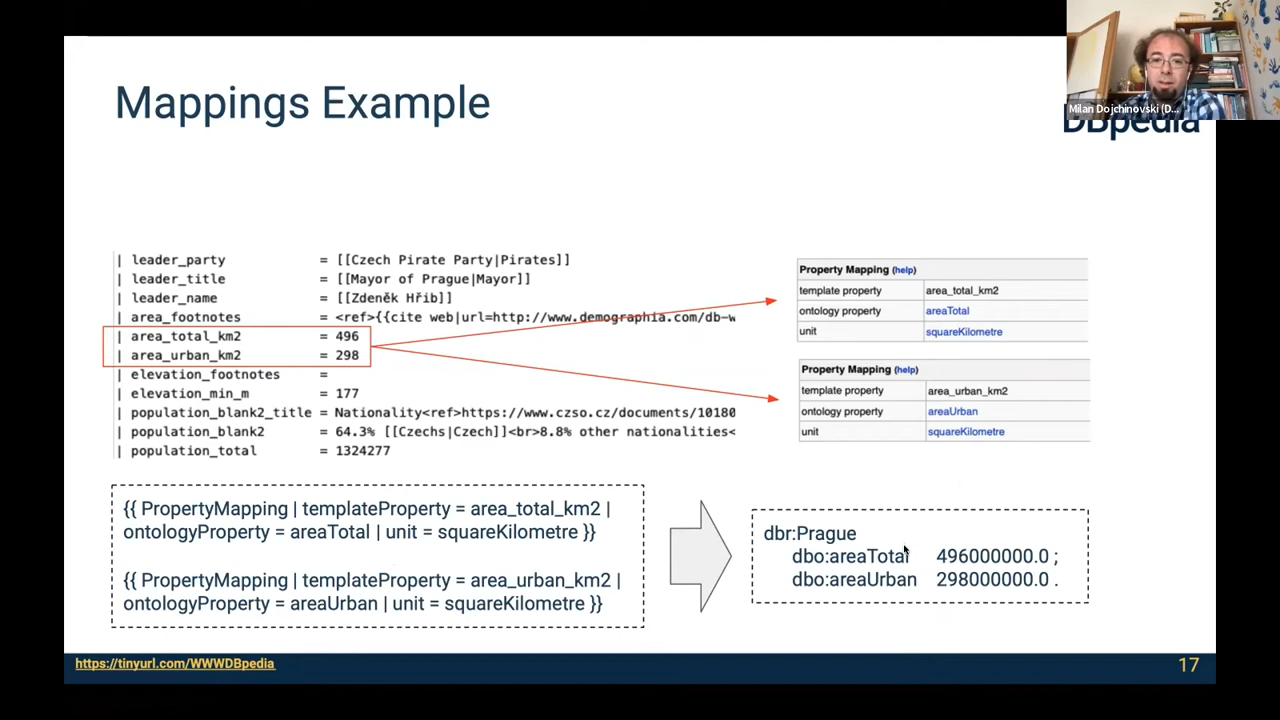 Milan Dojchinovski (D...
Mappings Example
DBpedia
| leader_party = [[Czech Pirate Party|Pirates]]
| leader_title = [[Mayor of Prague|Mayor]]
| leader_name = [[Zdeněk Hřib]]
| area_footnotes = <ref>{{cite web|url=http://www.demographia.com/db-w
| area_total_km2 = 496
| area_urban_km2 = 298
| elevation_footnotes =
| elevation_min_m = 177
| population_blank2_title = Nationality<ref>https://www.czso.cz/documents/10180
| population_blank2 = 64.3% [[Czechs|Czech]]<br>8.8% other nationalities<
| population_total = 1324277
Property Mapping (help)
template property area_total_km2
ontology property areaTotal
unit squareKilometre
Property Mapping (help)
template property area_urban_km2
ontology property areaUrban
unit squareKilometre
{{ PropertyMapping | templateProperty = area_total_km2 |
ontologyProperty = areaTotal | unit = squareKilometre }}
{{ PropertyMapping | templateProperty = area_urban_km2 |
ontologyProperty = areaUrban | unit = squareKilometre }}
dbr:Prague
dbo:areaTotal 496000000.0 ;
dbo:areaUrban 298000000.0 .
https://tinyurl.com/WWWDBpedia
17